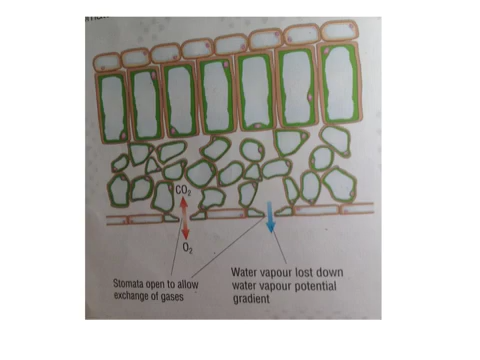 CO₂
O₂
Stomata open to allow
exchange of gases
Water vapour lost down
water vapour potential
gradient